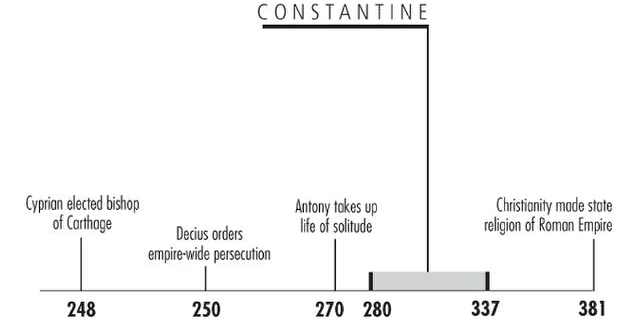 CONSTANTINE
Cyprian elected bishop
of Carthage
Decius orders
empire-wide persecution
Antony takes up
life of solitude
Christianity made state
religion of Roman Empire
248
250
270
280
337
381